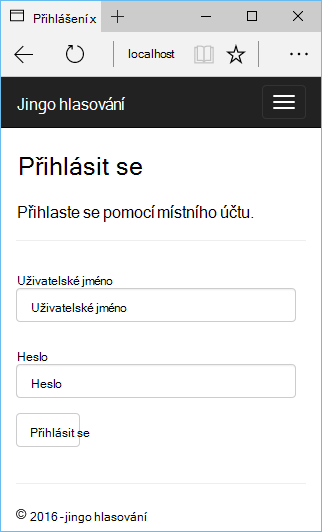 Přihlášení x
localhost
Jingo hlasování
Přihlásit se
Přihlaste se pomocí místního účtu.
Uživatelské jméno
Uživatelské jméno
Heslo
Heslo
Přihlásit se
© 2016 - jingo hlasování